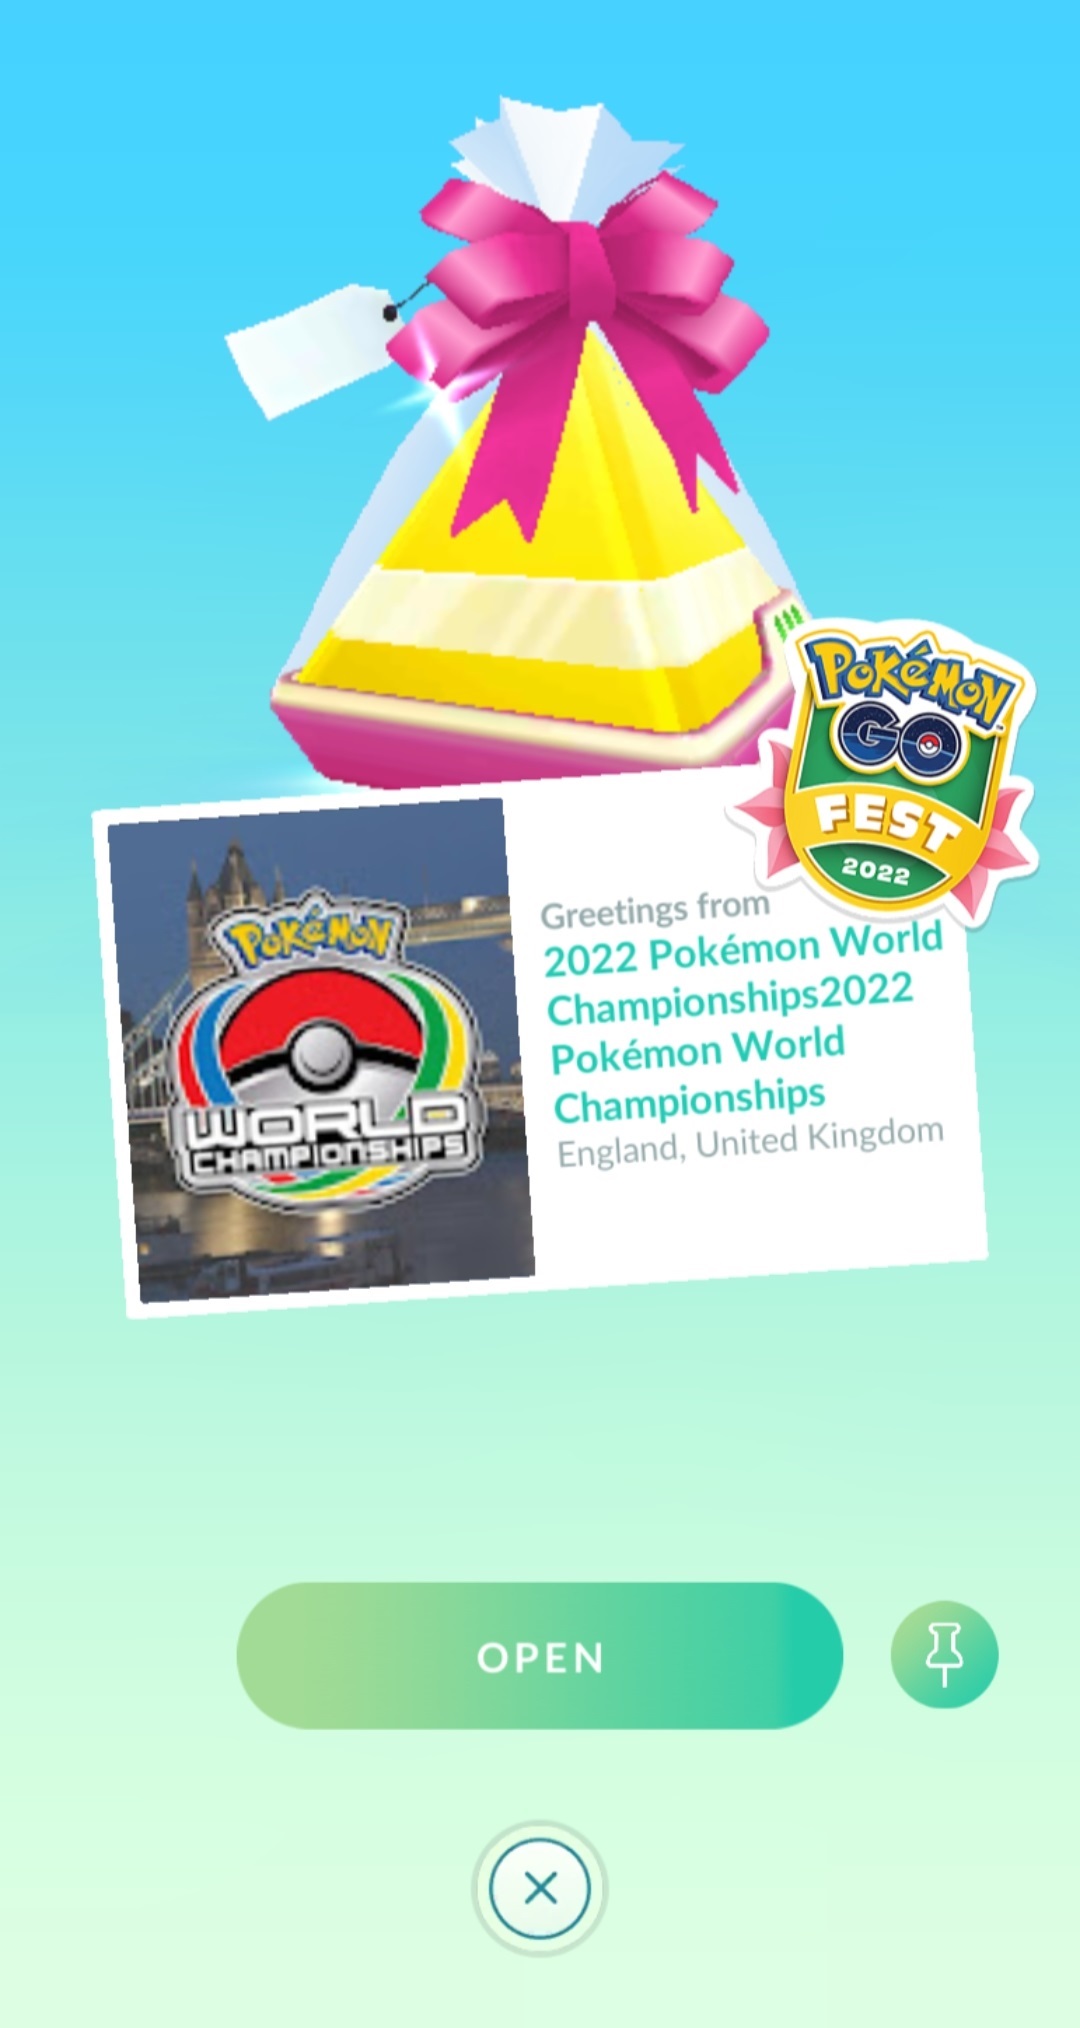 POKÉMON
GO
FEST
2022
Greetings from
2022 Pokémon World
Championships2022
Pokémon World
Championships
England, United Kingdom
POKÉMON
WORLD
CHAMPIONSHIPS
OPEN